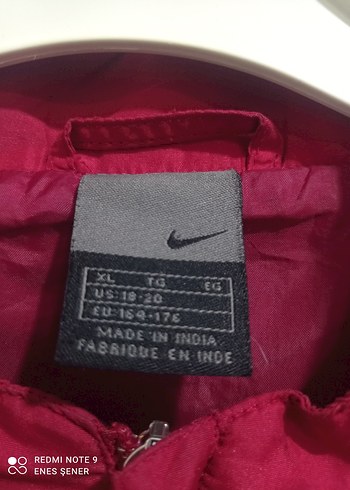 XL TG EG
US: 18-20
EU: 164-176
MADE IN INDIA
FABRIQUE EN INDE
REDMI NOTE 9
ENES ŞENER